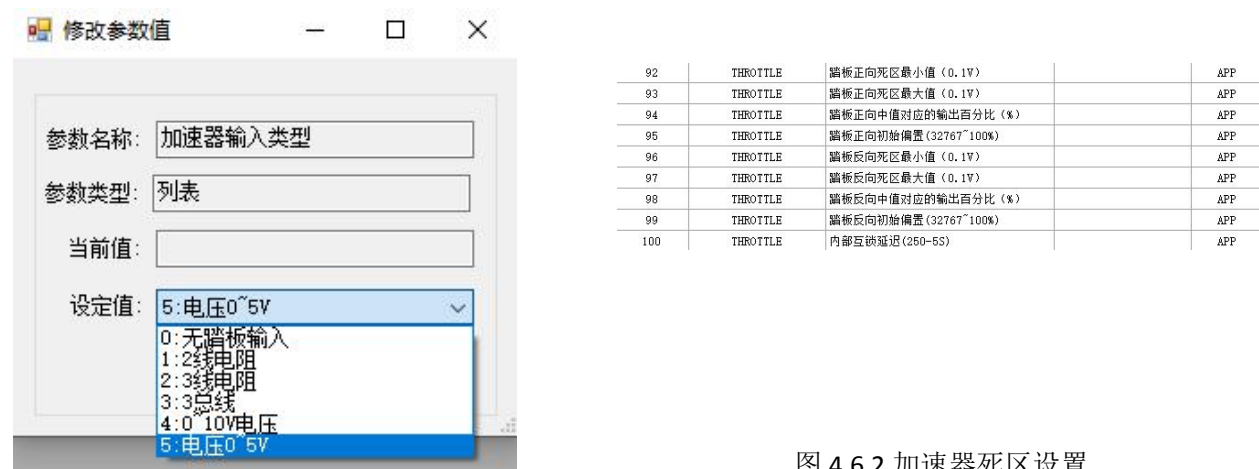 修改参数值
参数名称: 加速器输入类型
参数类型: 列表
当前值:
设定值: 5:电压0~5V
0:无踏板输入
1:2线电阻
2:3线电阻
3:3总线
4:0~10V电压
5:电压0~5V
92 THROTTLE 踏板正向死区最小值（0.1V） APP
93 THROTTLE 踏板正向死区最大值（0.1V） APP
94 THROTTLE 踏板正向中值对应的输出百分比（%） APP
95 THROTTLE 踏板正向初始偏置(32767~100%) APP
96 THROTTLE 踏板反向死区最小值（0.1V） APP
97 THROTTLE 踏板反向死区最大值（0.1V） APP
98 THROTTLE 踏板反向中值对应的输出百分比（%） APP
99 THROTTLE 踏板反向初始偏置(32767~100%) APP
100 THROTTLE 内部互锁延迟(250-5S) APP
图 4.6.2 加速器死区设置